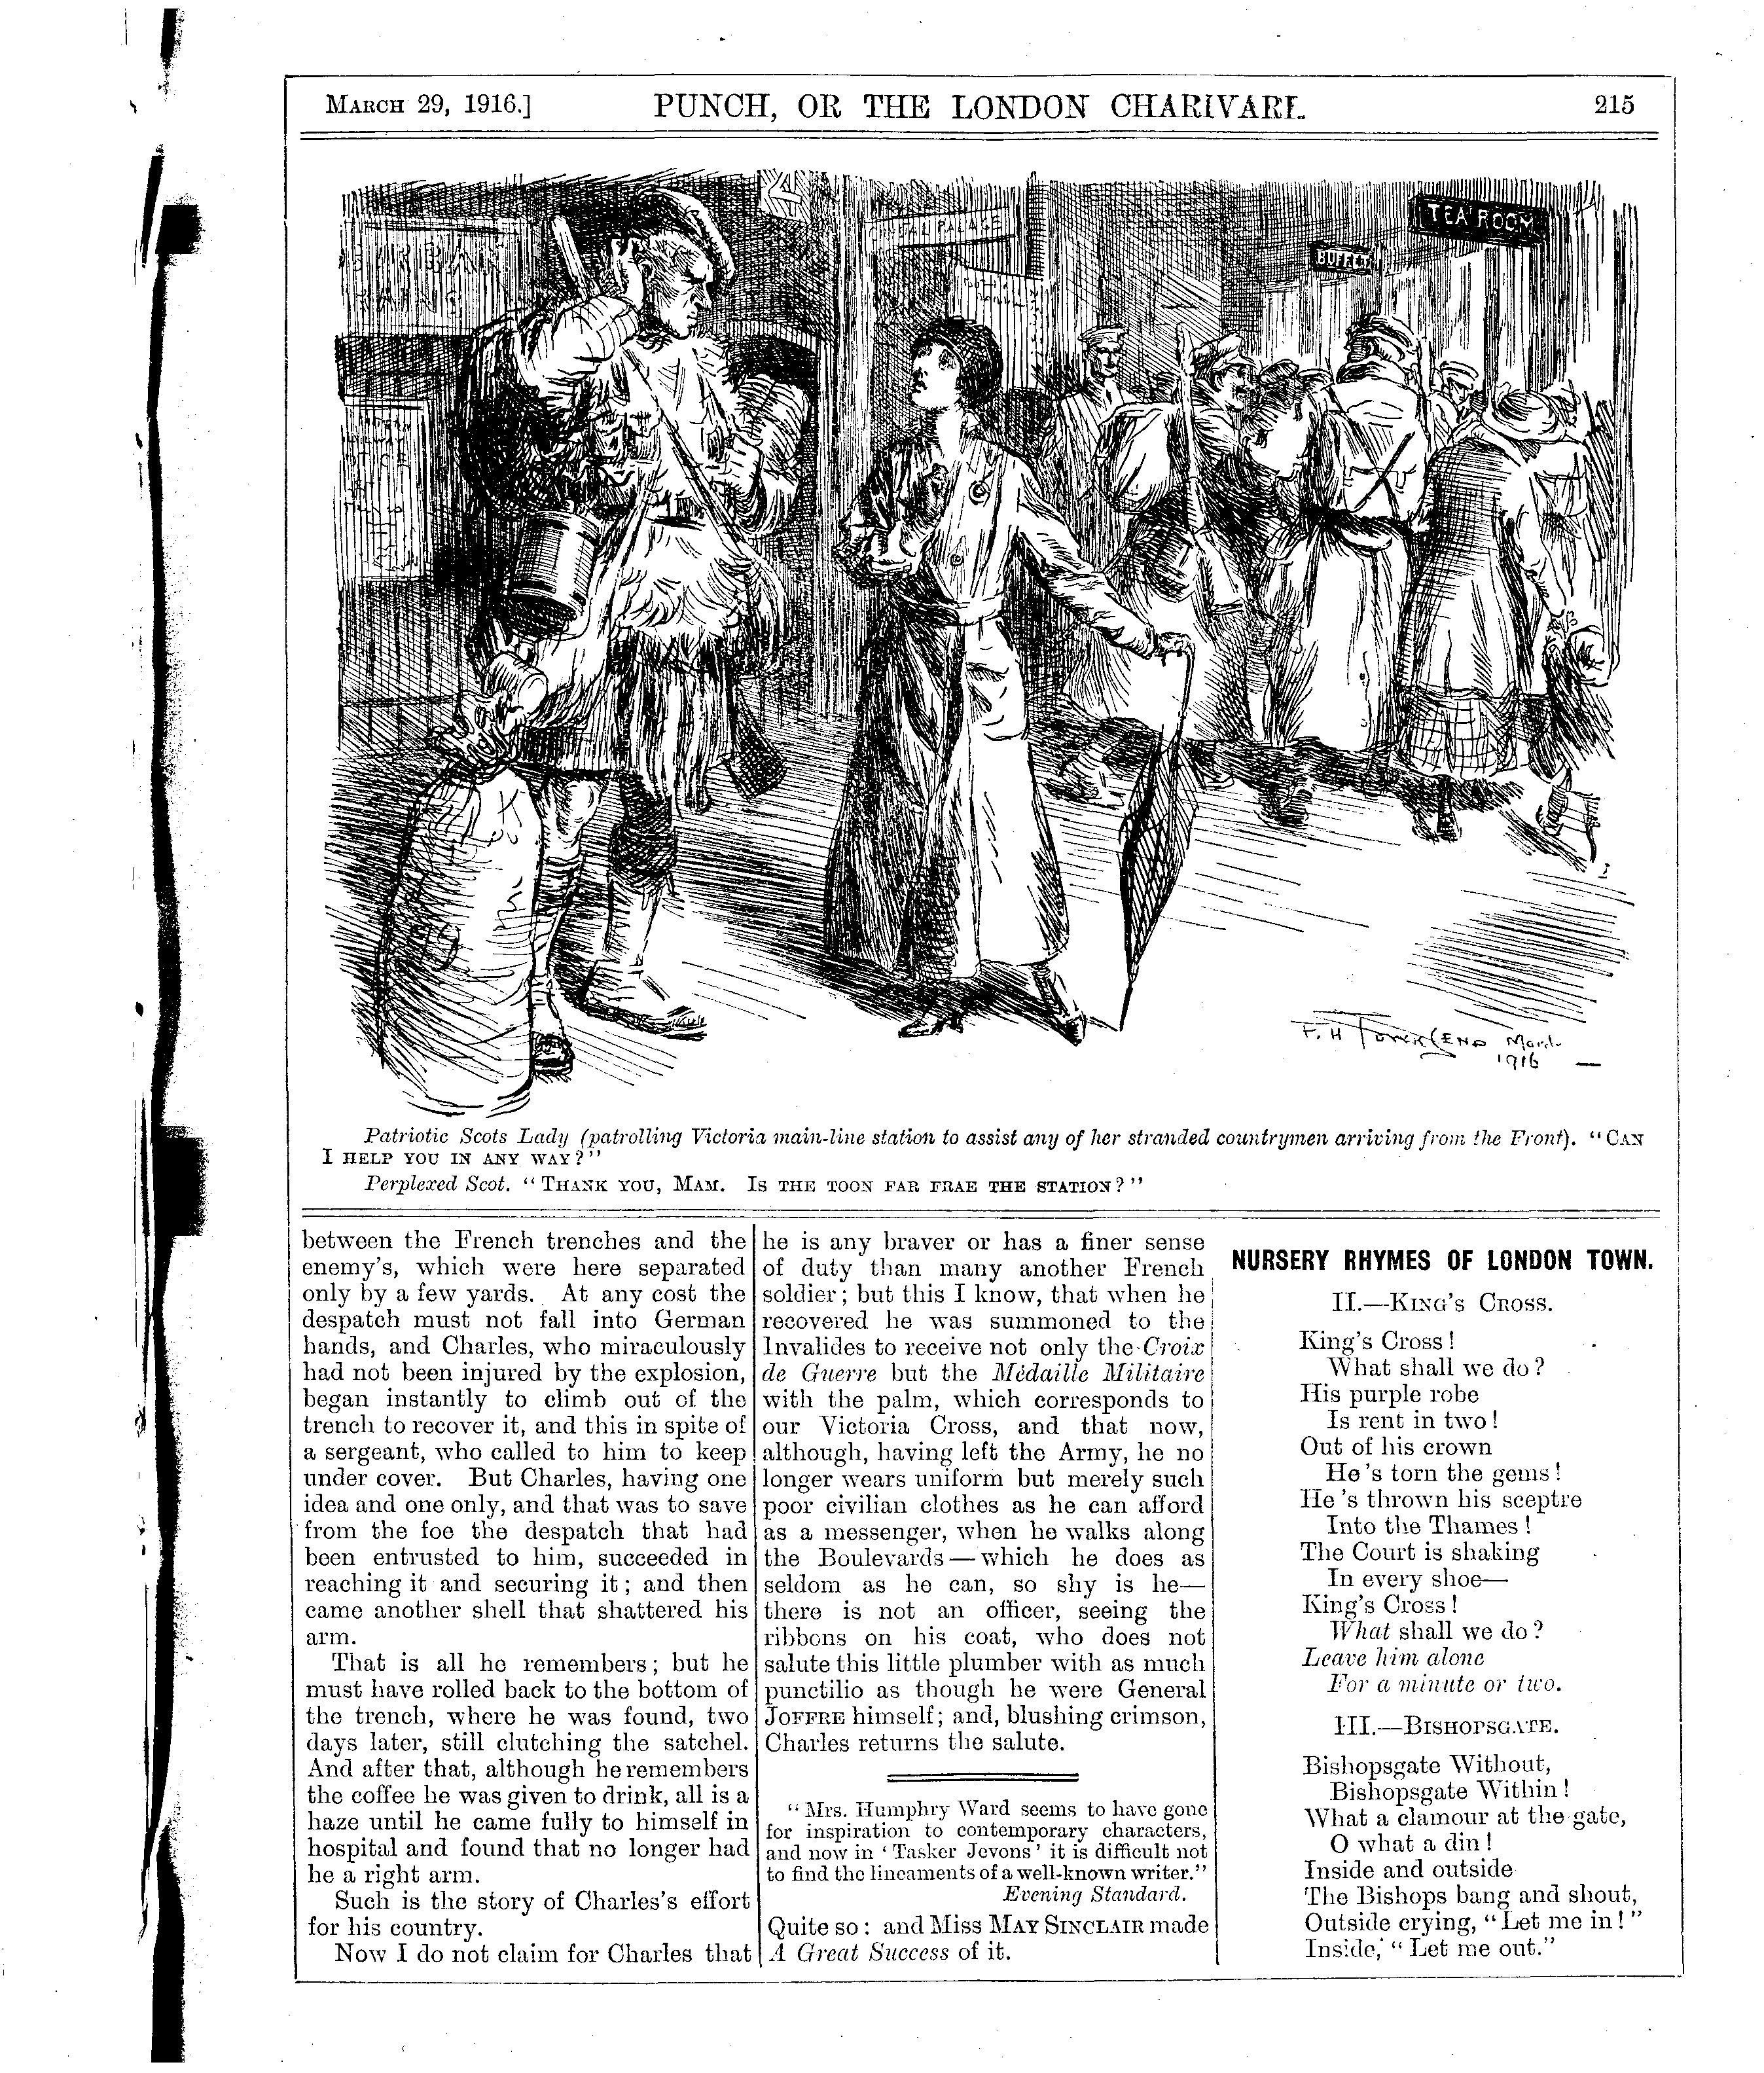 MARCH 29, 1916.] PUNCH, OR THE LONDON CHARIVARI. 215
TEA ROOM
BUFFET
F. H. TOWNSEND March
1916
Patriotic Scots Lady (patrolling Victoria main-line station to assist any of her stranded countrymen arriving from the Front). "CAN
I HELP YOU IN ANY WAY?"
Perplexed Scot. "THANK YOU, MAM. IS THE TOON FAR FRAE THE STATION?"
between the French trenches and the
enemy's, which were here separated
only by a few yards. At any cost the
despatch must not fall into German
hands, and Charles, who miraculously
had not been injured by the explosion,
began instantly to climb out of the
trench to recover it, and this in spite of
a sergeant, who called to him to keep
under cover. But Charles, having one
idea and one only, and that was to save
from the foe the despatch that had
been entrusted to him, succeeded in
reaching it and securing it; and then
came another shell that shattered his
arm.
That is all he remembers; but he
must have rolled back to the bottom of
the trench, where he was found, two
days later, still clutching the satchel.
And after that, although he remembers
the coffee he was given to drink, all is a
haze until he came fully to himself in
hospital and found that no longer had
he a right arm.
Such is the story of Charles's effort
for his country.
Now I do not claim for Charles that
he is any braver or has a finer sense
of duty than many another French
soldier; but this I know, that when he
recovered he was summoned to the
Invalides to receive not only the Croix
de Guerre but the Médaille Militaire
with the palm, which corresponds to
our Victoria Cross, and that now,
although, having left the Army, he no
longer wears uniform but merely such
poor civilian clothes as he can afford
as a messenger, when he walks along
the Boulevards—which he does as
seldom as he can, so shy is he—
there is not an officer, seeing the
ribbons on his coat, who does not
salute this little plumber with as much
punctilio as though he were General
JOFFRE himself; and, blushing crimson,
Charles returns the salute.
"Mrs. Humphry Ward seems to have gone
for inspiration to contemporary characters,
and now in 'Tasker Jevons' it is difficult not
to find the lineaments of a well-known writer."
Evening Standard.
Quite so: and Miss MAY SINCLAIR made
A Great Success of it.
NURSERY RHYMES OF LONDON TOWN.
II.—KING'S CROSS.
King's Cross!
What shall we do?
His purple robe
Is rent in two!
Out of his crown
He's torn the gems!
He's thrown his sceptre
Into the Thames!
The Court is shaking
In every shoe—
King's Cross!
What shall we do?
Leave him alone
For a minute or two.
III.—BISHOPSGATE.
Bishopsgate Without,
Bishopsgate Within!
What a clamour at the gate,
O what a din!
Inside and outside
The Bishops bang and shout,
Outside crying, "Let me in!"
Inside, "Let me out."